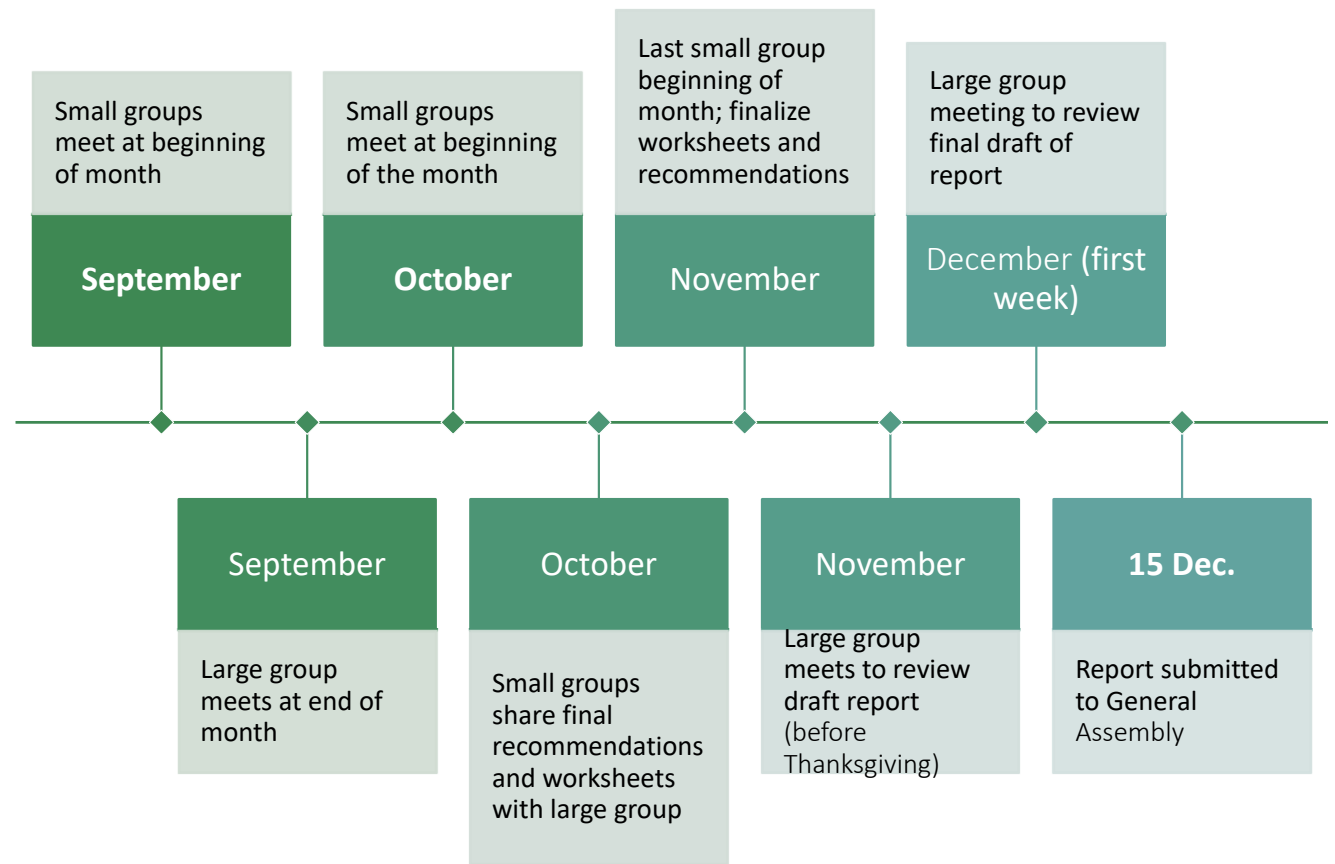 Small groups
meet at beginning
of month
September
Small groups
meet at beginning
of the month
October
Last small group
beginning of
month; finalize
worksheets and
recommendations
November
Large group
meeting to review
final draft of
report
December (first
week)
September
Large group
meets at end of
month
October
Small groups
share final
recommendations
and worksheets
with large group
November
Large group
meets to review
draft report
(before
Thanksgiving)
15 Dec.
Report submitted
to General
Assembly